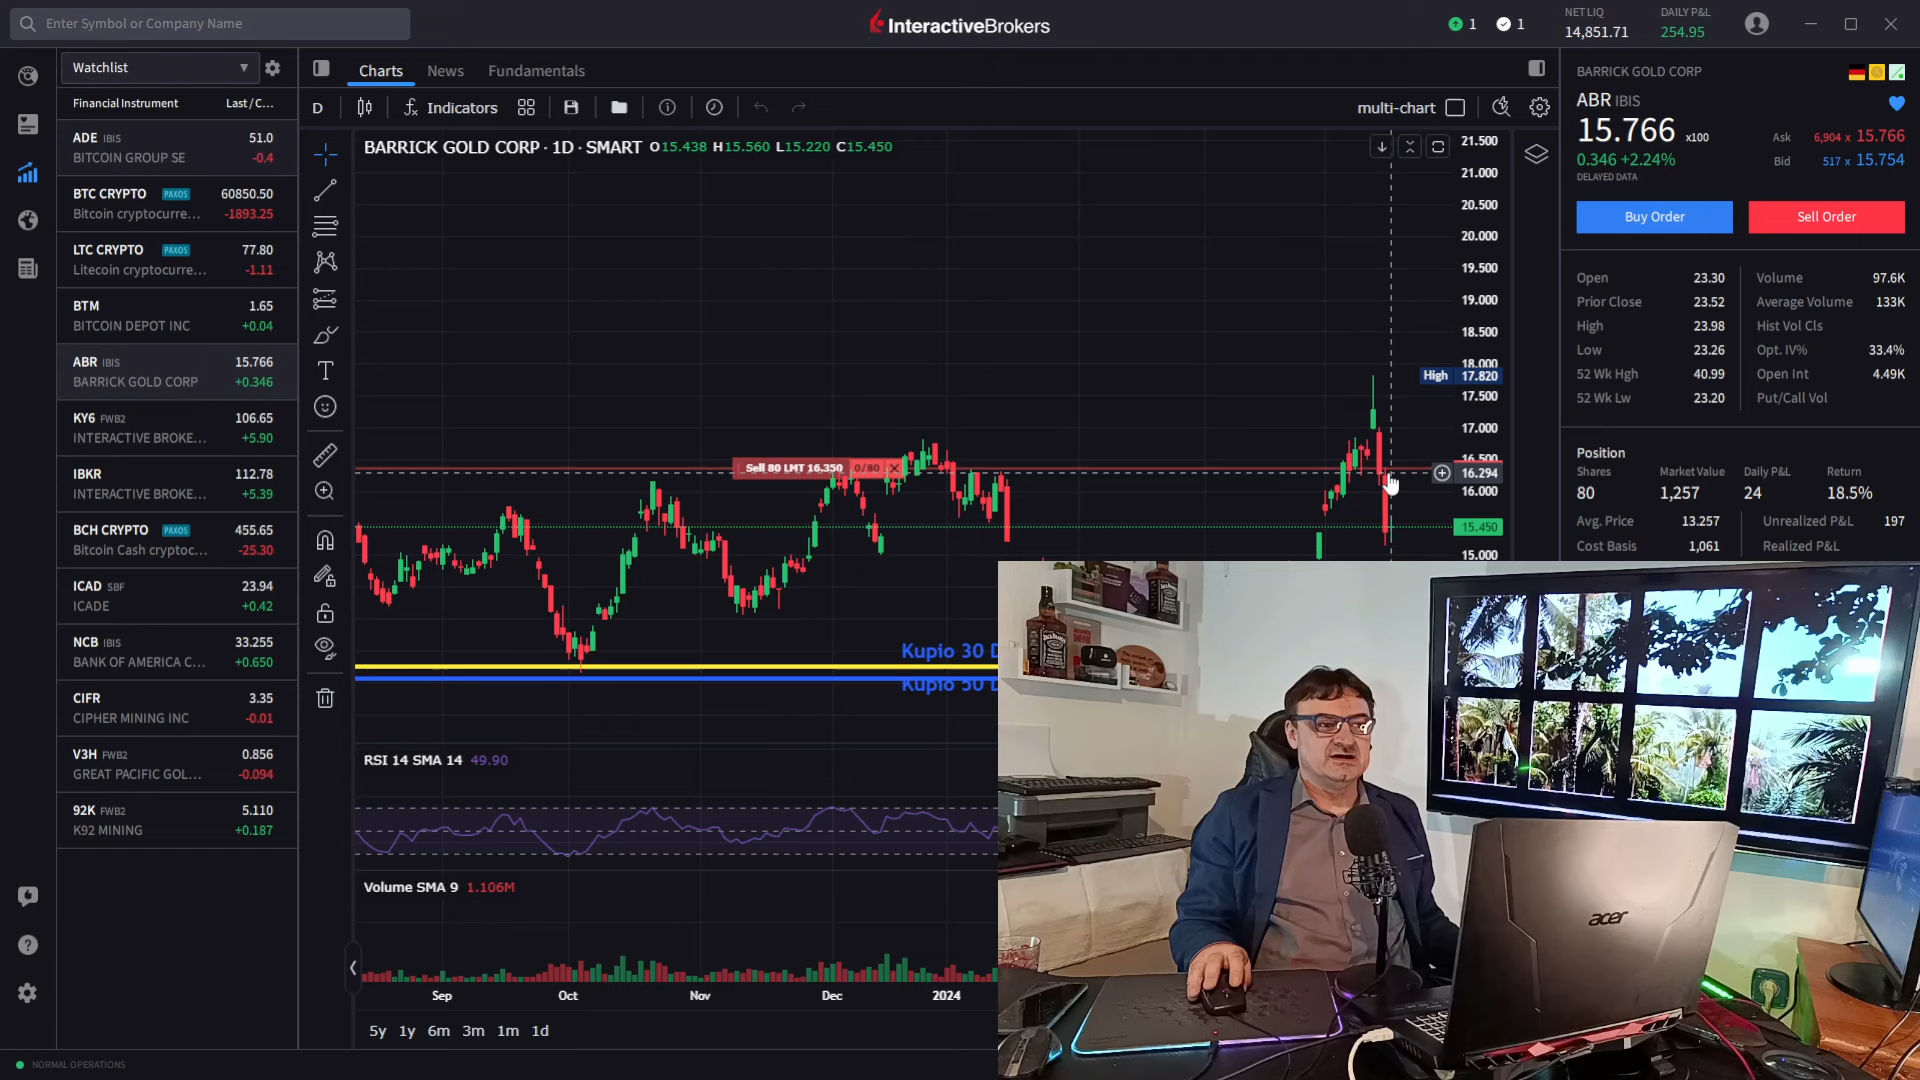 Enter Symbol or Company Name
InteractiveBrokers
1
1
NET LIQ
14,851.71
DAILY P&L
254.95
Watchlist
Financial Instrument Last / C...
ADE IBIS 51.0
BITCOIN GROUP SE -0.4
BTC CRYPTO PAXOS 60850.50
Bitcoin cryptocurre... -1893.25
LTC CRYPTO PAXOS 77.80
Litecoin cryptocurre... -1.11
BTM 1.65
BITCOIN DEPOT INC +0.04
ABR IBIS 15.766
BARRICK GOLD CORP +0.346
KY6 FWB2 106.65
INTERACTIVE BROKE... +5.90
IBKR 112.78
INTERACTIVE BROKE... +5.39
BCH CRYPTO PAXOS 455.65
Bitcoin Cash cryptoc... -25.30
ICAD SBF 23.94
ICADE +0.42
NCB IBIS 33.255
BANK OF AMERICA C... +0.650
CIFR 3.35
CIPHER MINING INC -0.01
V3H FWB2 0.856
GREAT PACIFIC GOL... -0.094
92K FWB2 5.110
K92 MINING +0.187
NORMAL OPERATIONS
Charts News Fundamentals
D Indicators multi-chart
BARRICK GOLD CORP · 1D · SMART O15.438 H15.560 L15.220 C15.450
21.500
21.000
20.500
20.000
19.500
19.000
18.500
18.000
High 17.820
17.500
17.000
16.500
16.294
16.000
15.450
15.000
Sell 80 LMT 16.350 0/80
Kupio 30 D
Kupio 50 D
RSI 14 SMA 14 49.90
Volume SMA 9 1.106M
Sep Oct Nov Dec 2024
5y 1y 6m 3m 1m 1d
BARRICK GOLD CORP
ABR IBIS
15.766 x100
0.346 +2.24%
DELAYED DATA
Ask 6,904 x 15.766
Bid 517 x 15.754
Buy Order Sell Order
Open 23.30
Prior Close 23.52
High 23.98
Low 23.26
52 Wk Hgh 40.99
52 Wk Lw 23.20
Volume 97.6K
Average Volume 133K
Hist Vol Cls
Opt. IV% 33.4%
Open Int 4.49K
Put/Call Vol
Position
Shares Market Value Daily P&L Return
80 1,257 24 18.5%
Avg. Price 13.257 Unrealized P&L 197
Cost Basis 1,061 Realized P&L
acer